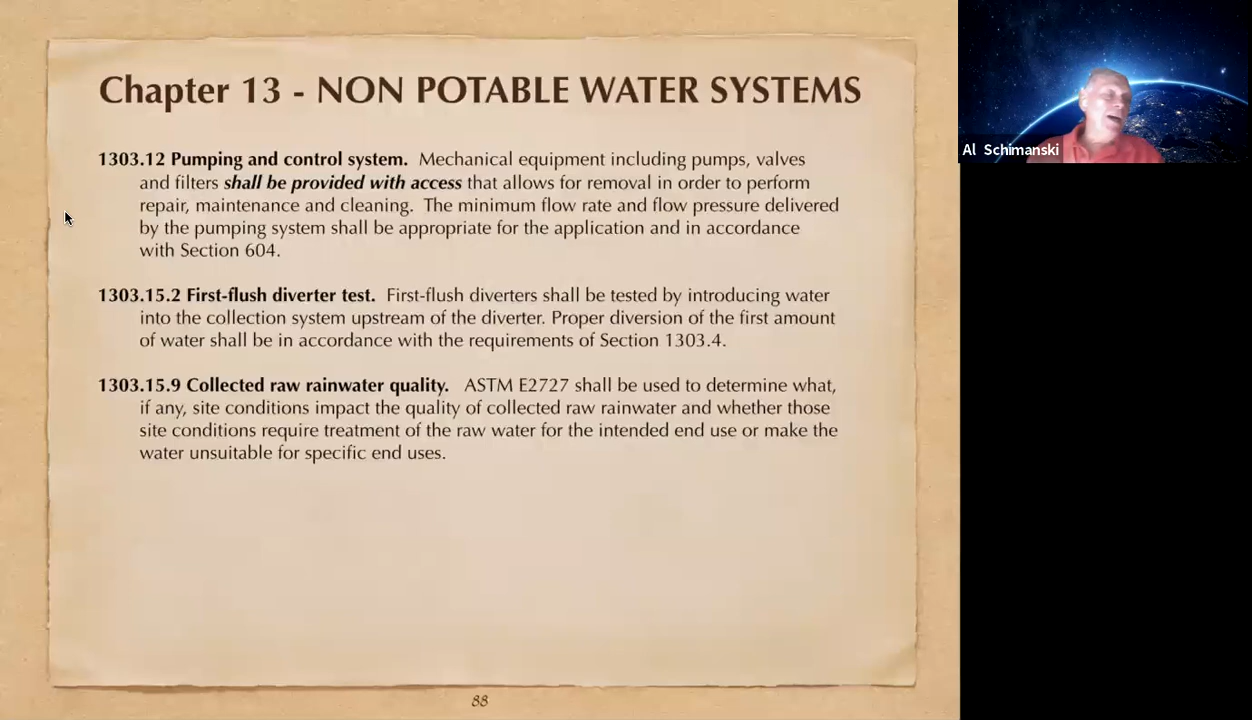 Chapter 13 - NON POTABLE WATER SYSTEMS
1303.12 Pumping and control system. Mechanical equipment including pumps, valves
and filters shall be provided with access that allows for removal in order to perform
repair, maintenance and cleaning. The minimum flow rate and flow pressure delivered
by the pumping system shall be appropriate for the application and in accordance
with Section 604.
1303.15.2 First-flush diverter test. First-flush diverters shall be tested by introducing water
into the collection system upstream of the diverter. Proper diversion of the first amount
of water shall be in accordance with the requirements of Section 1303.4.
1303.15.9 Collected raw rainwater quality. ASTM E2727 shall be used to determine what,
if any, site conditions impact the quality of collected raw rainwater and whether those
site conditions require treatment of the raw water for the intended end use or make the
water unsuitable for specific end uses.
88
Al Schimanski